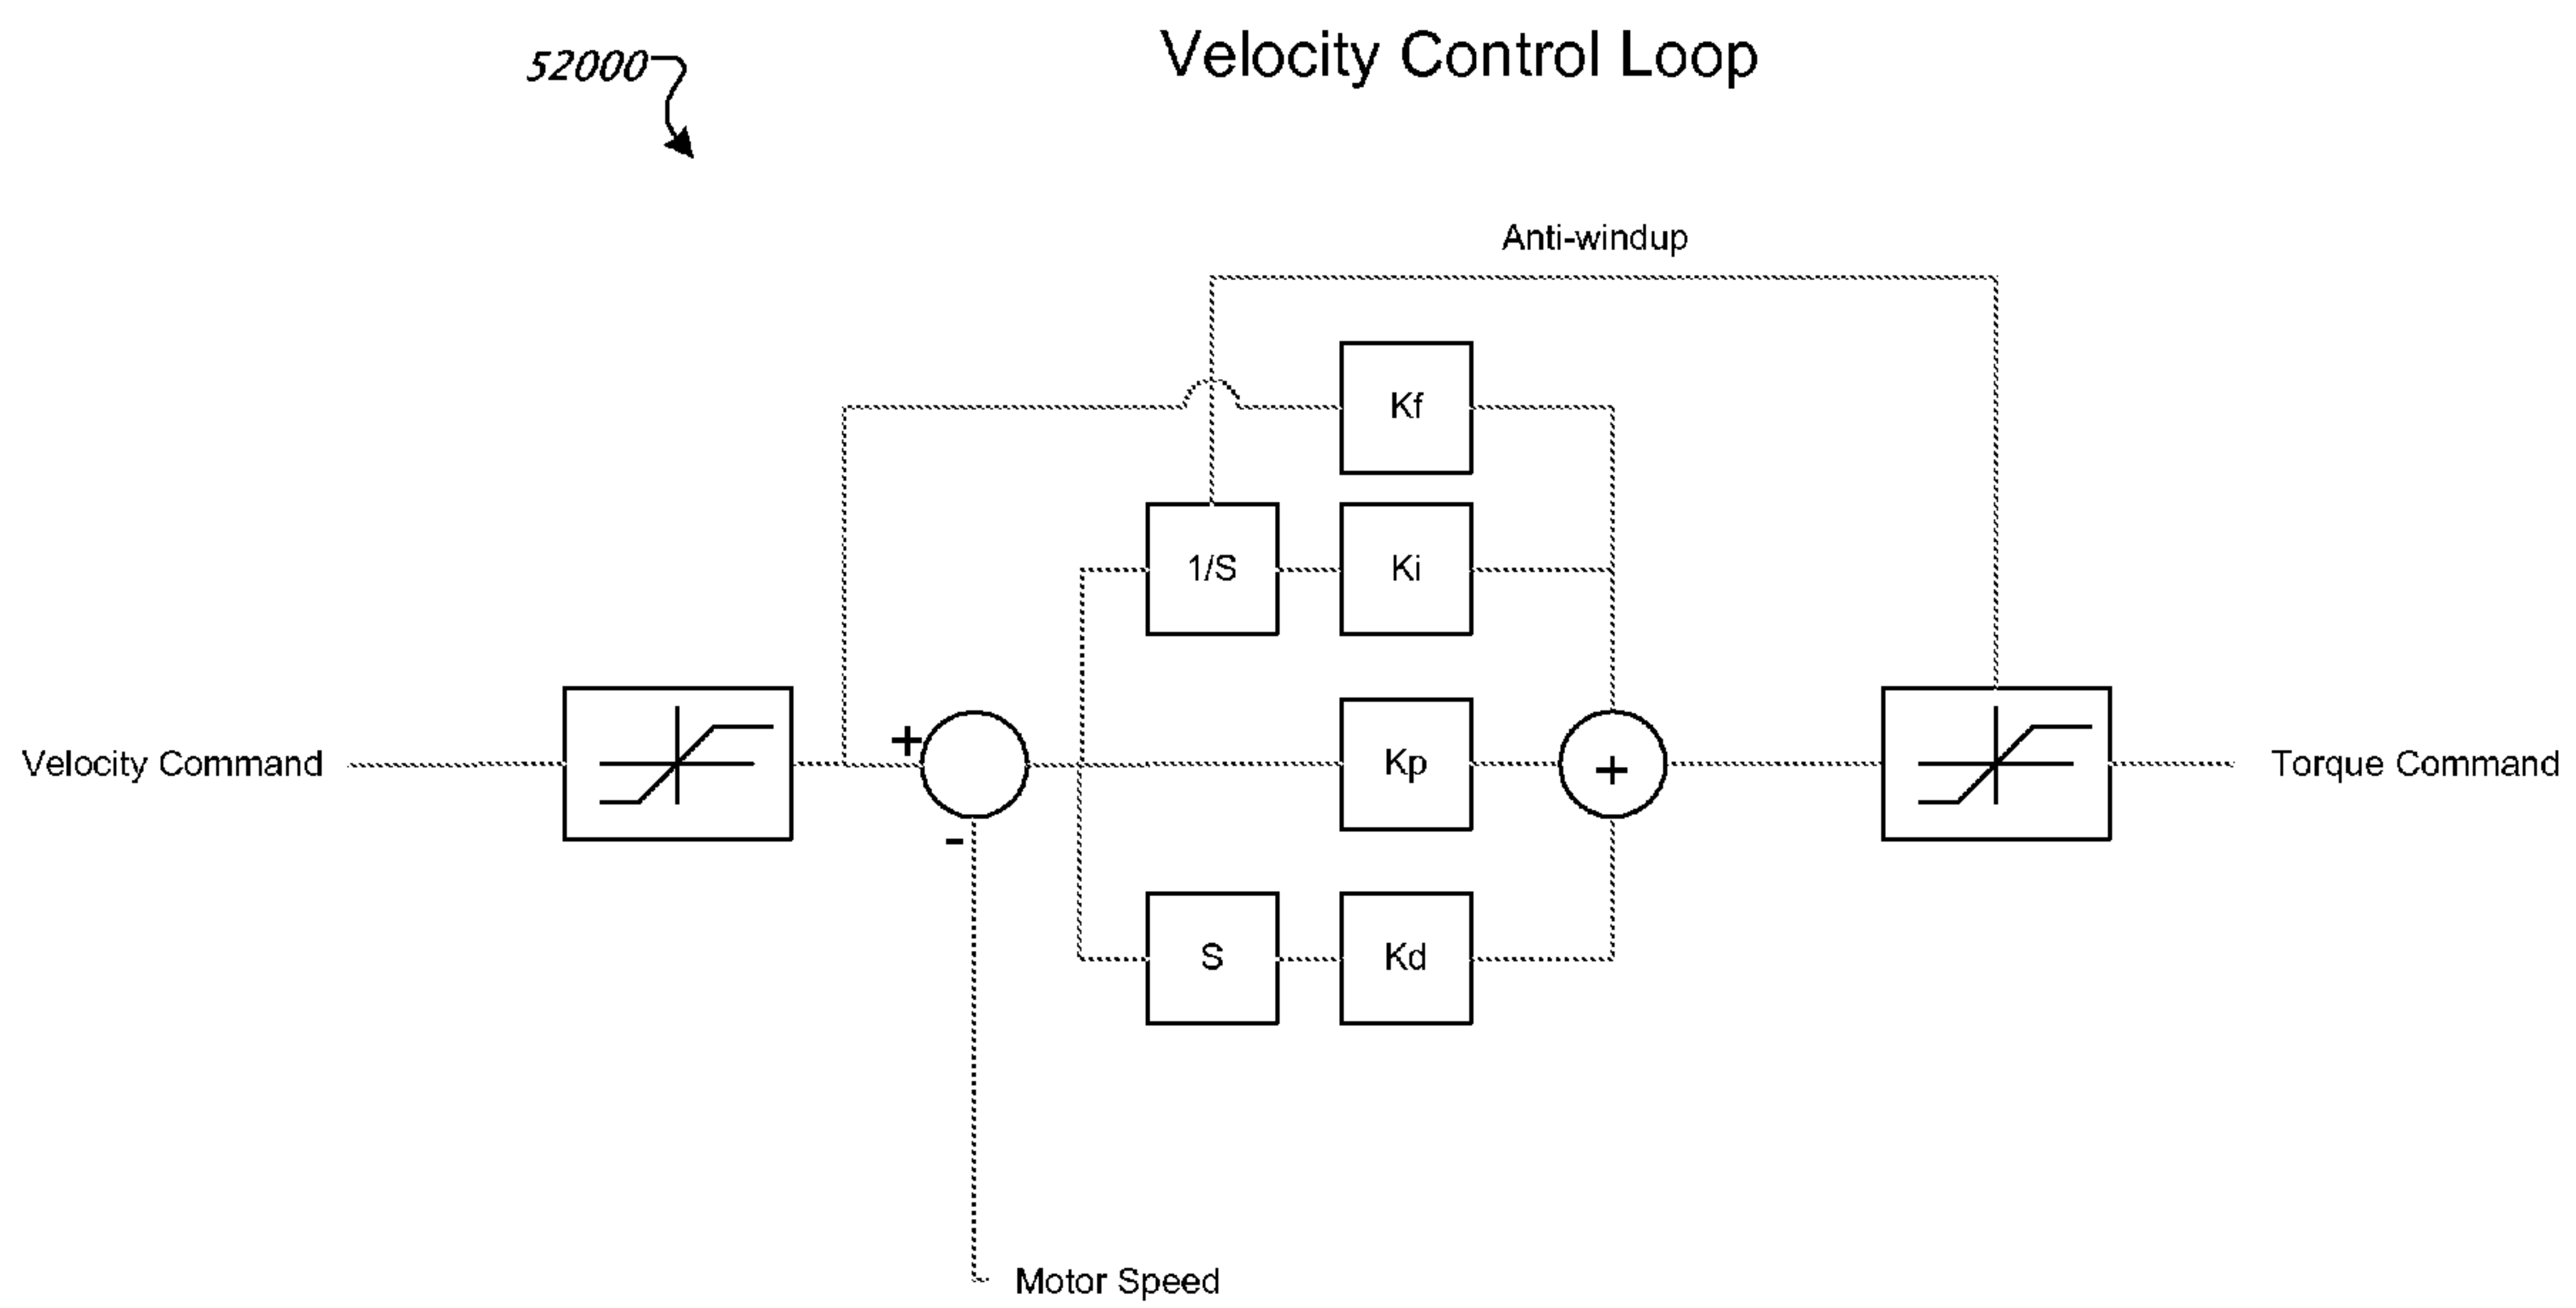 52000
Velocity Control Loop
Anti-windup
Kf
1/S
Ki
+
Velocity Command
Kp
+
Torque Command
-
S
Kd
Motor Speed